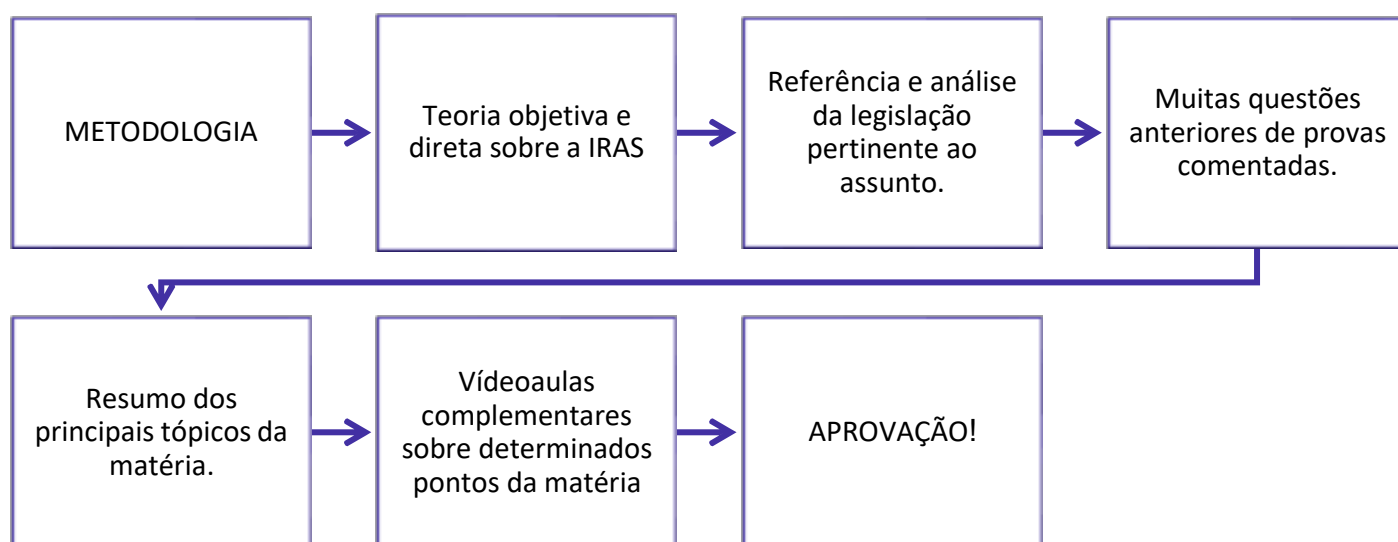 METODOLOGIA
Teoria objetiva e
direta sobre a IRAS
Referência e análise
da legislação
pertinente ao
assunto.
Muitas questões
anteriores de provas
comentadas.
Resumo dos
principais tópicos da
matéria.
Vídeoaulas
complementares
sobre determinados
pontos da matéria
APROVAÇÃO!